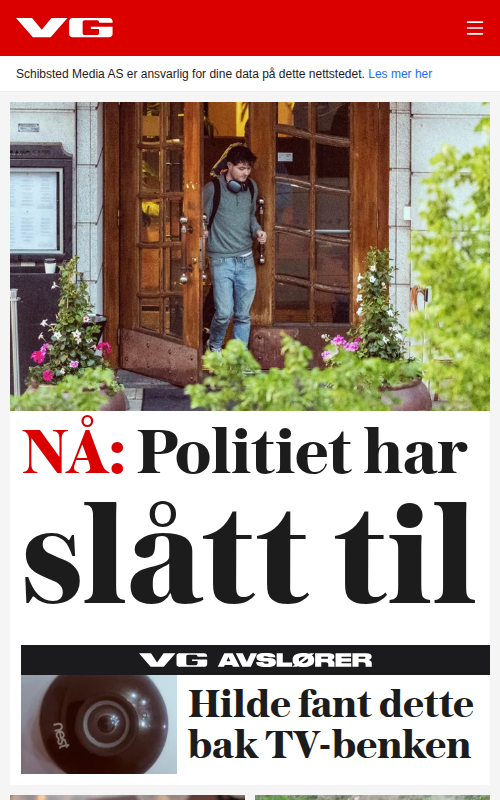 VG
Schibsted Media AS er ansvarlig for dine data på dette nettstedet. Les mer her
NÅ: Politiet har
slått til
VG AVSLØRER
nest
Hilde fant dette
bak TV-benken